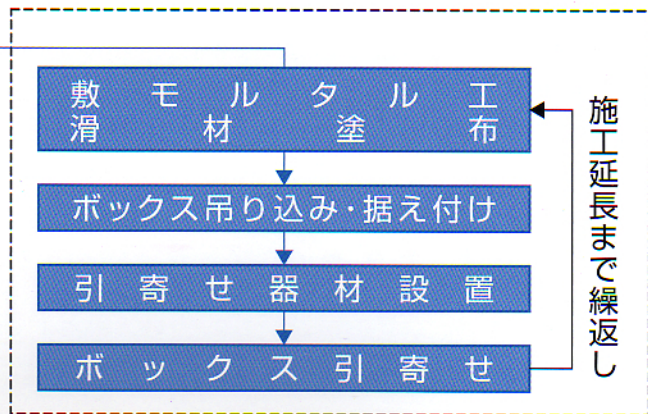 敷モルタル工
滑材塗布
ボックス吊り込み・据え付け
引寄せ器材設置
ボックス引寄せ
施工延長まで繰返し